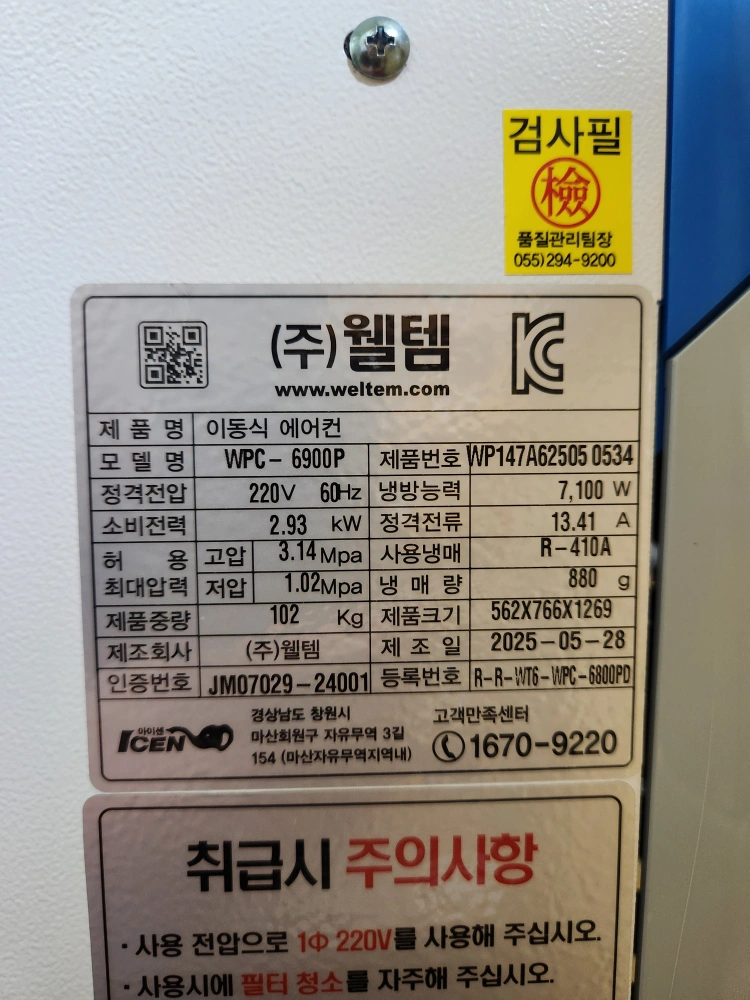 검사필
檢
품질관리팀장
055)294-9200
(주)웰템
www.weltem.com
제품명 이동식 에어컨
모델명 WPC-6900P 제품번호 WP147A62505 0534
정격전압 220V 60Hz 냉방능력 7,100 W
소비전력 2.93 kW 정격전류 13.41 A
허용 최대압력 고압 3.14 Mpa 사용냉매 R-410A
저압 1.02 Mpa 냉매량 880 g
제품중량 102 Kg 제품크기 562X766X1269
제조회사 (주)웰템 제조일 2025-05-28
인증번호 JM07029-24001 등록번호 R-R-WT6-WPC-6800PD
아이센
ICEN
경상남도 창원시
마산회원구 자유무역 3길
154 (마산자유무역지역내)
고객만족센터
1670-9220
취급시 주의사항
· 사용 전압으로 1Φ 220V를 사용해 주십시오.
· 사용시에 필터 청소를 자주해 주십시오.